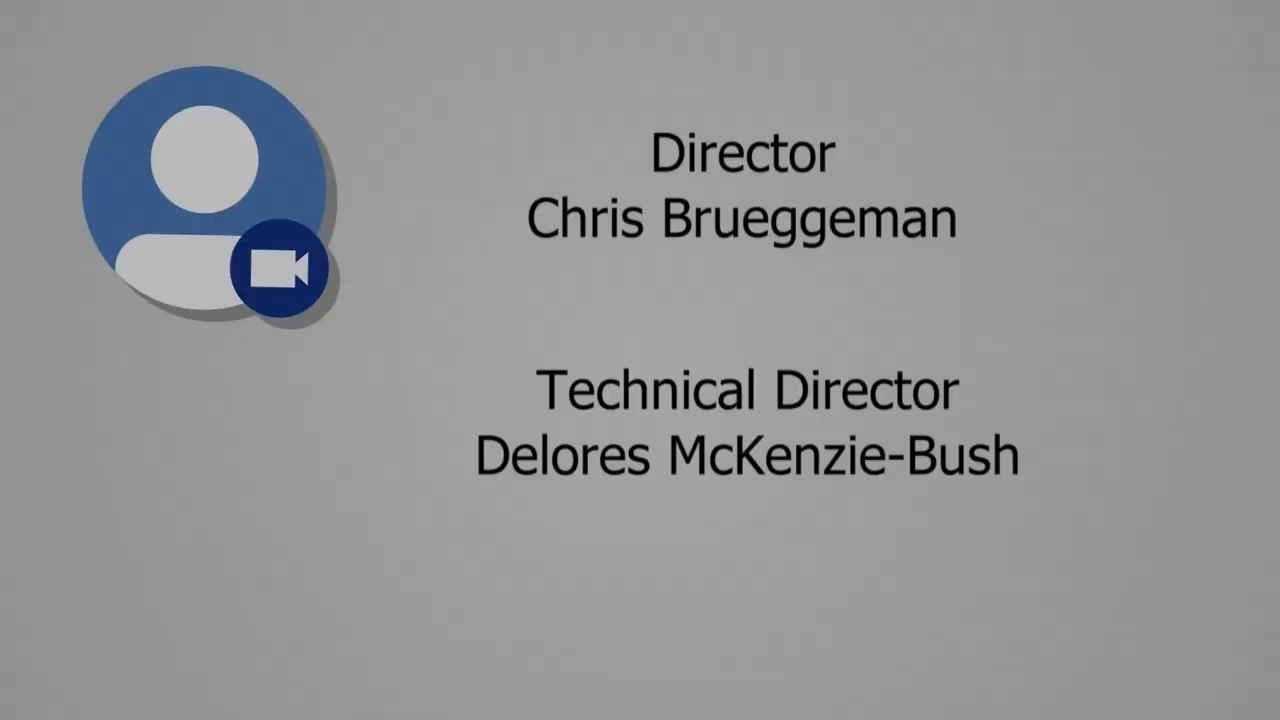 Director
Chris Brueggeman
Technical Director
Delores McKenzie-Bush